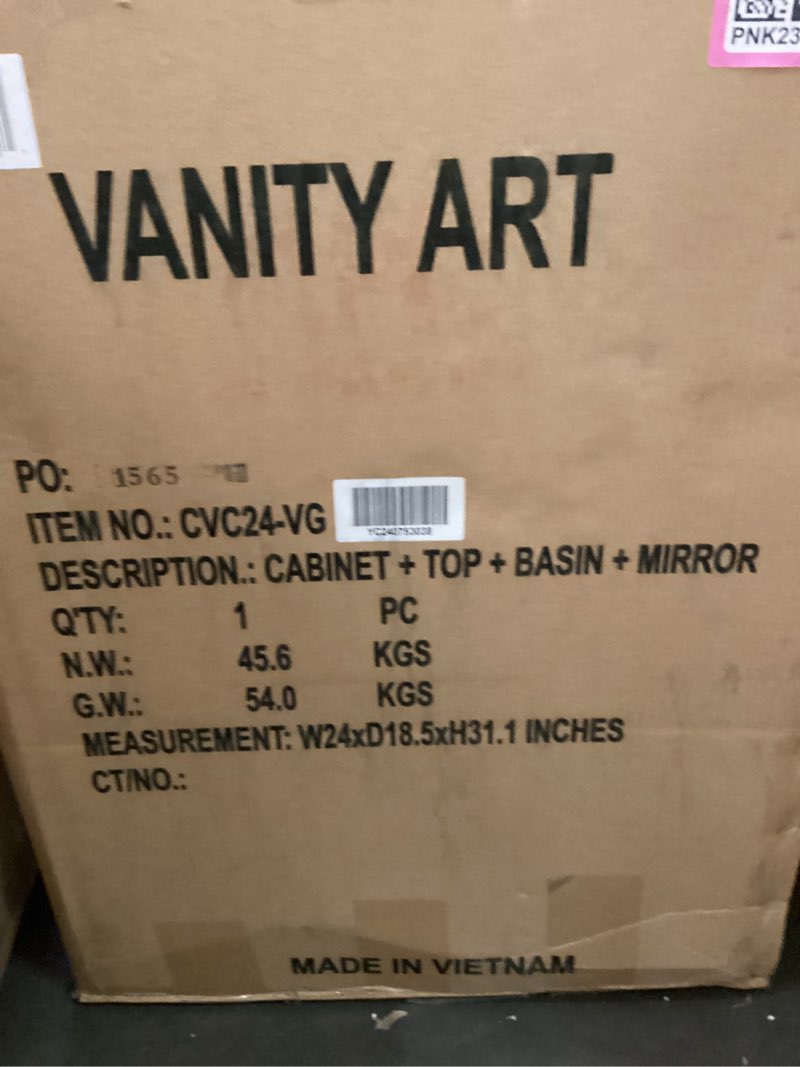 PNK23
VANITY ART
PO: 1565
ITEM NO.: CVC24-VG
DESCRIPTION.: CABINET + TOP + BASIN + MIRROR
Q'TY: 1 PC
N.W.: 45.6 KGS
G.W.: 54.0 KGS
MEASUREMENT: W24xD18.5xH31.1 INCHES
CT/NO.:
MADE IN VIETNAM